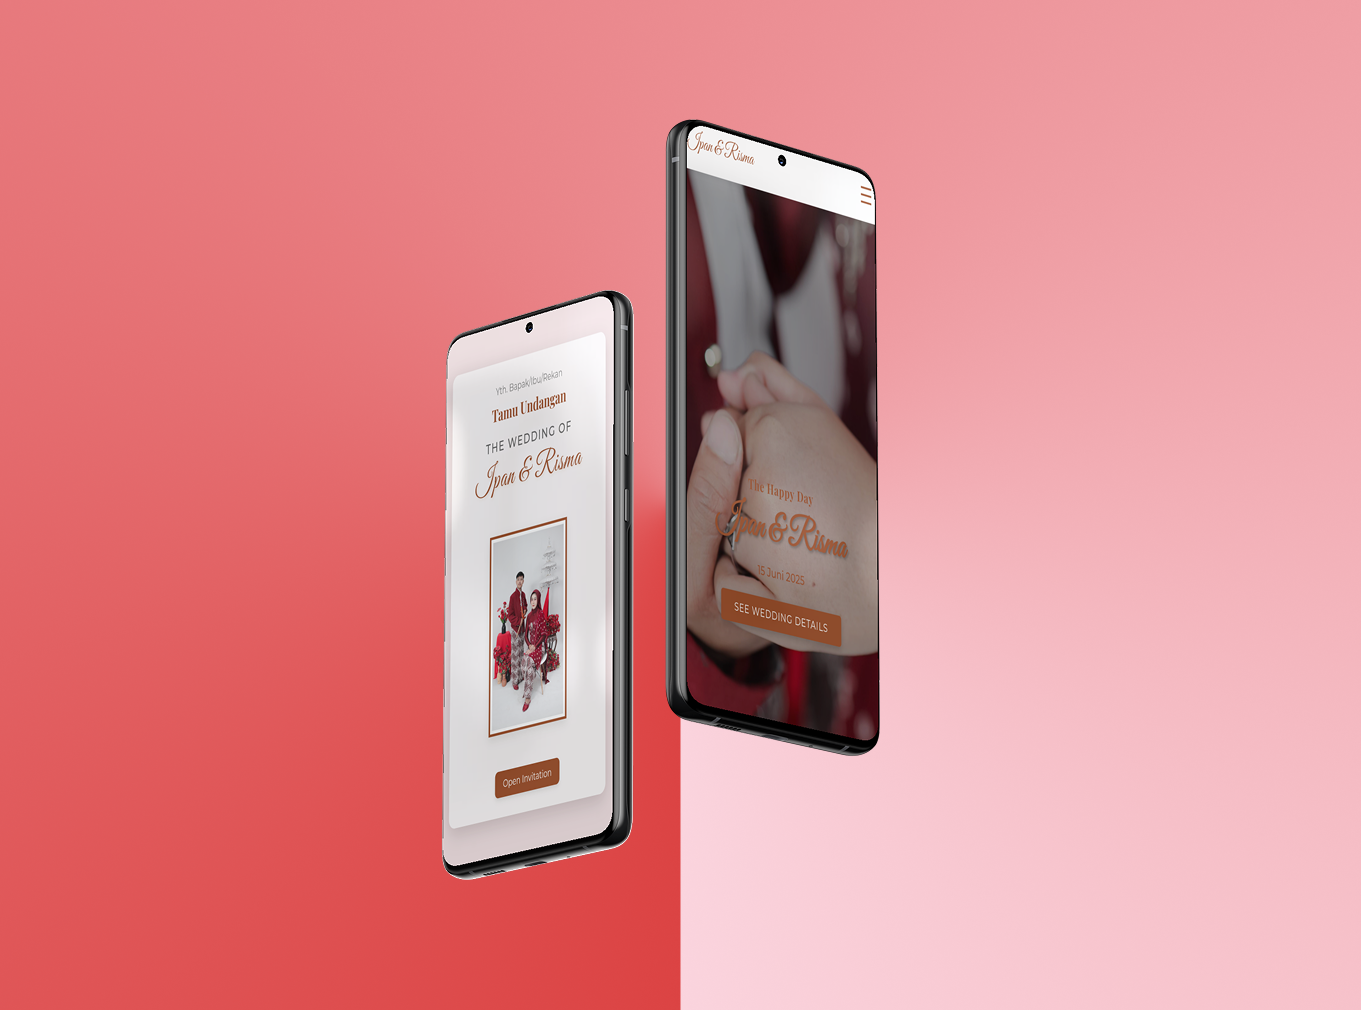 Yth. Bapak/Ibu/Rekan
Tamu Undangan
THE WEDDING OF
Ipan & Risma
Open Invitation
Ipan & Risma
The Happy Day
Ipan & Risma
15 Juni 2025
SEE WEDDING DETAILS